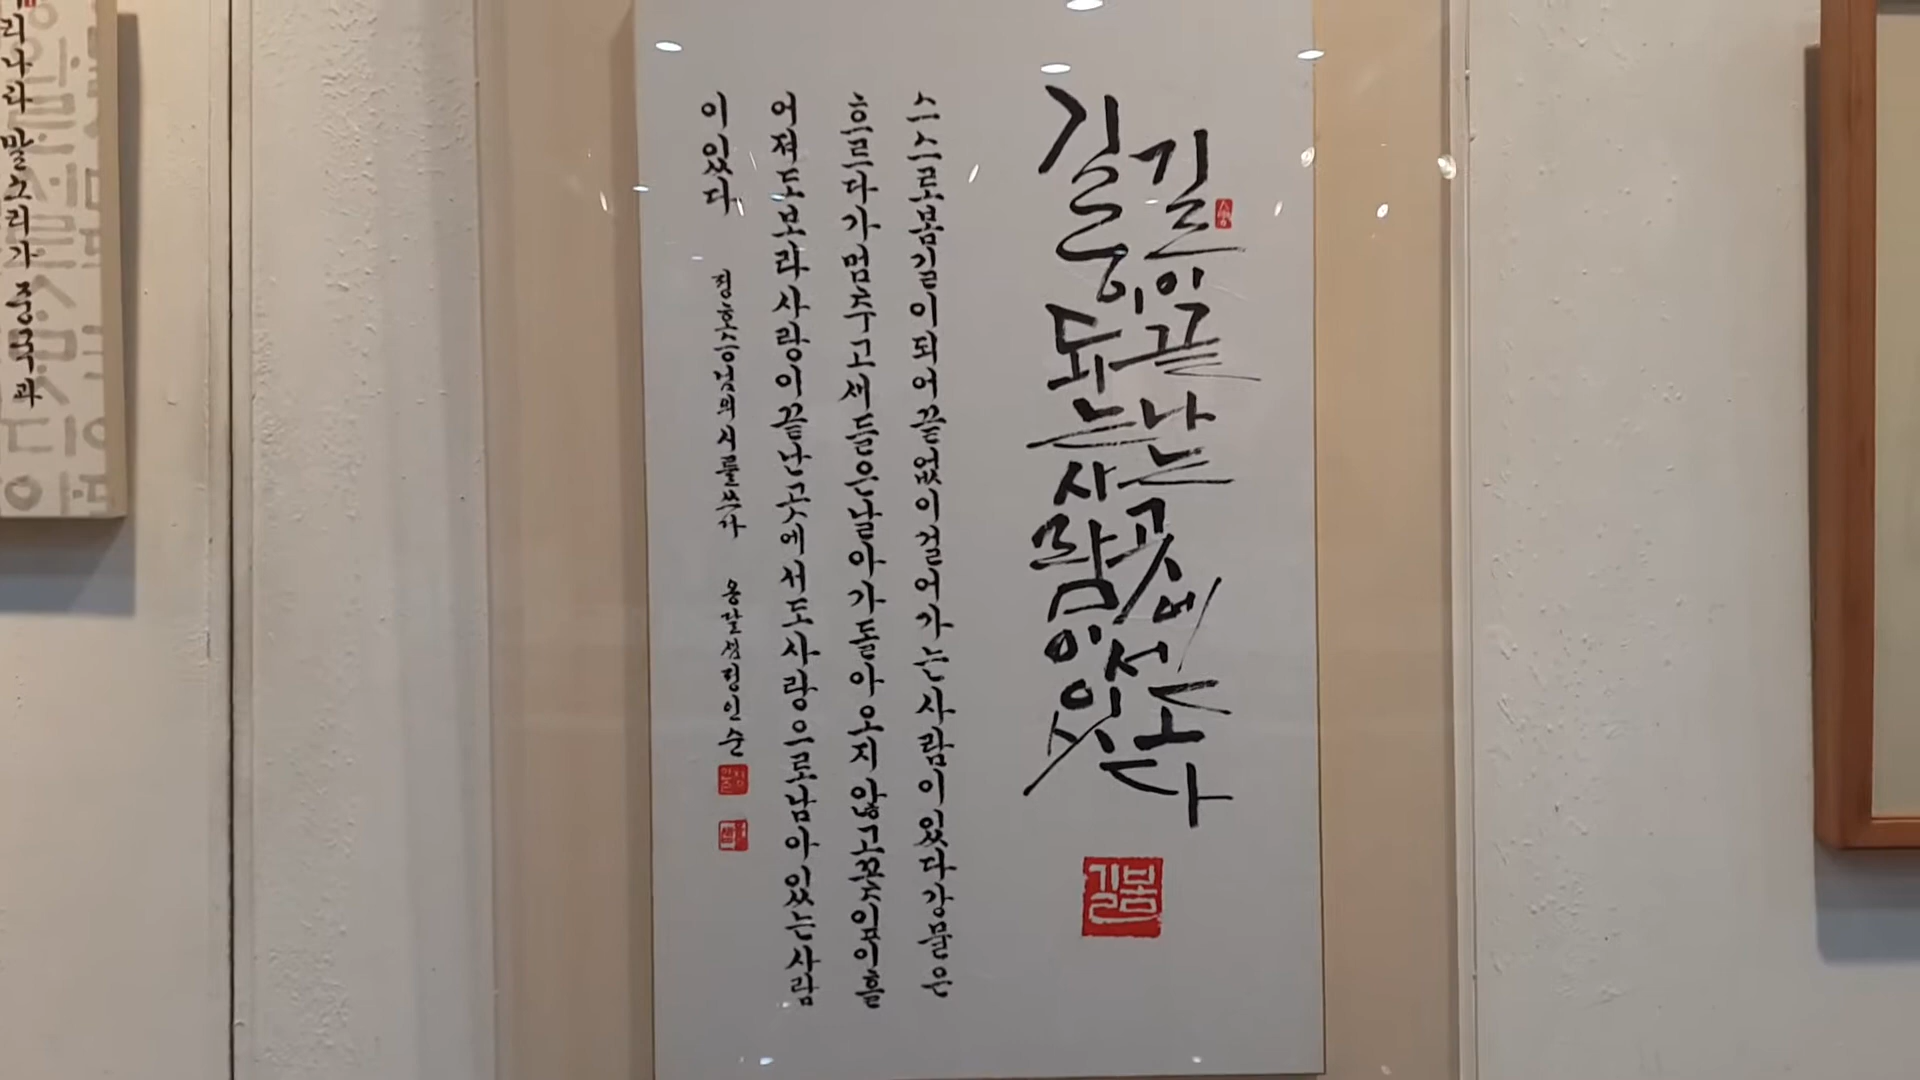 길이끝나는곳에서도
길이되는사람이있다
봄길
스스로봄길이되어끝없이걸어가는사람이있다강물은
흐르다가멈추고새들은날아가돌아오지않고꽃잎이흩
어져도보라사랑이끝난곳에서도사랑으로남아있는사람
이있다 정호승님의시를쓰다 옹달샘정인순
리나라 말소리가 중국과